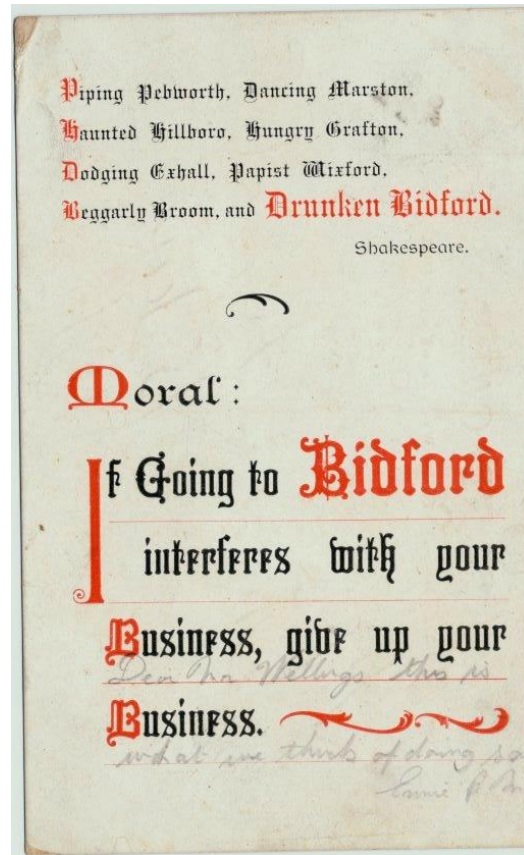 Piping Pebworth, Dancing Marston,
Haunted Hillboro, Hungry Grafton,
Dodging Exhall, Papist Wixford,
Beggarly Broom, and Drunken Bidford.
Shakespeare.
Moral:
If Going to Bidford
interferes with your
Business, give up your
Dear Mr Wellings this is
Business.
what we think of doing so